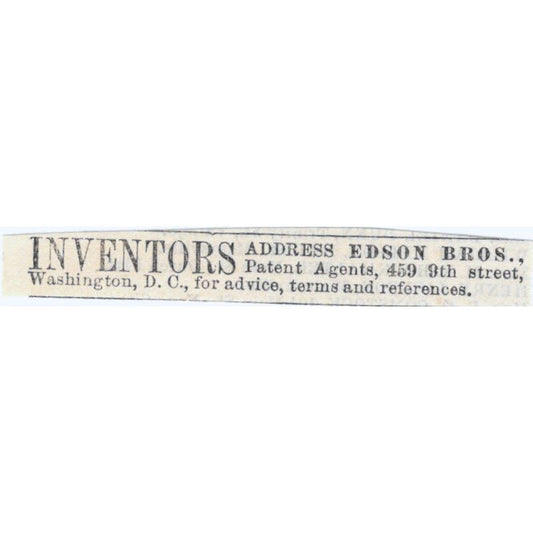 INVENTORS ADDRESS EDSON BROS.,
Patent Agents, 459 9th street,
Washington, D. C., for advice, terms and references.